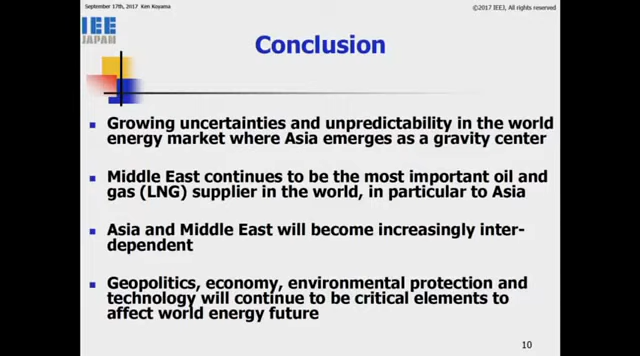 September 17th, 2017 Ken Koyama
©2017 IEEJ, All rights reserved
IEE
JAPAN
Conclusion
Growing uncertainties and unpredictability in the world
energy market where Asia emerges as a gravity center
Middle East continues to be the most important oil and
gas (LNG) supplier in the world, in particular to Asia
Asia and Middle East will become increasingly inter-
dependent
Geopolitics, economy, environmental protection and
technology will continue to be critical elements to
affect world energy future
10